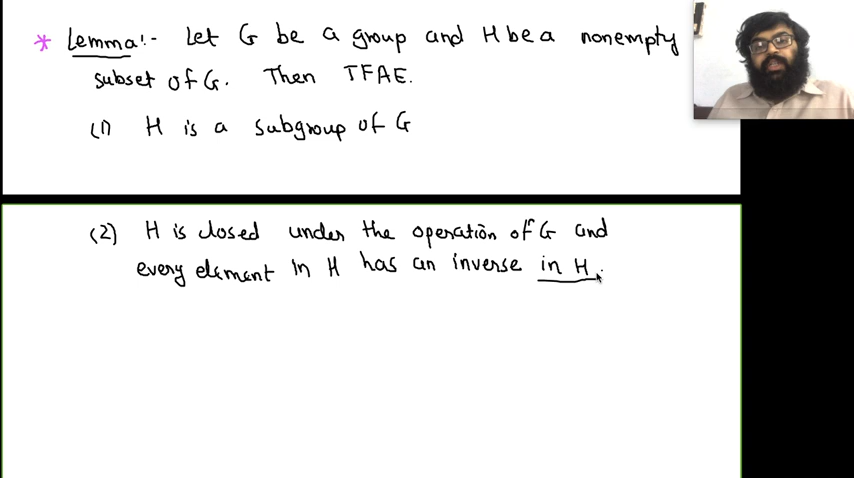 * Lemma:- Let G be a group and H be a nonempty
subset of G. Then TFAE.
(1) H is a subgroup of G
(2) H is closed under the operation of G and
every element in H has an inverse in H.